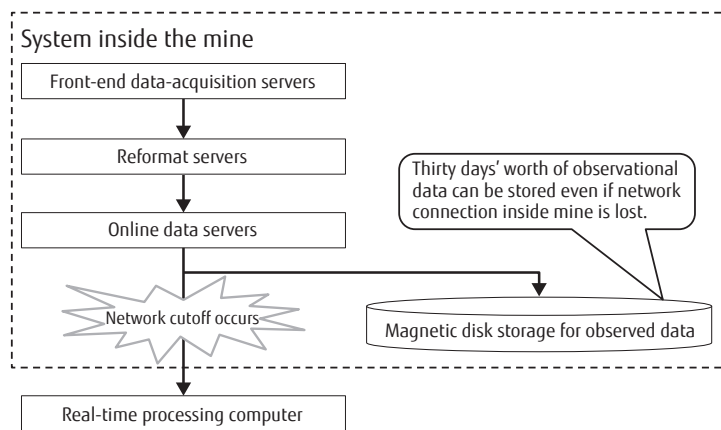 System inside the mine
Front-end data-acquisition servers
Reformat servers
Thirty days’ worth of observational
data can be stored even if network
connection inside mine is lost.
Online data servers
Network cutoff occurs
Magnetic disk storage for observed data
Real-time processing computer